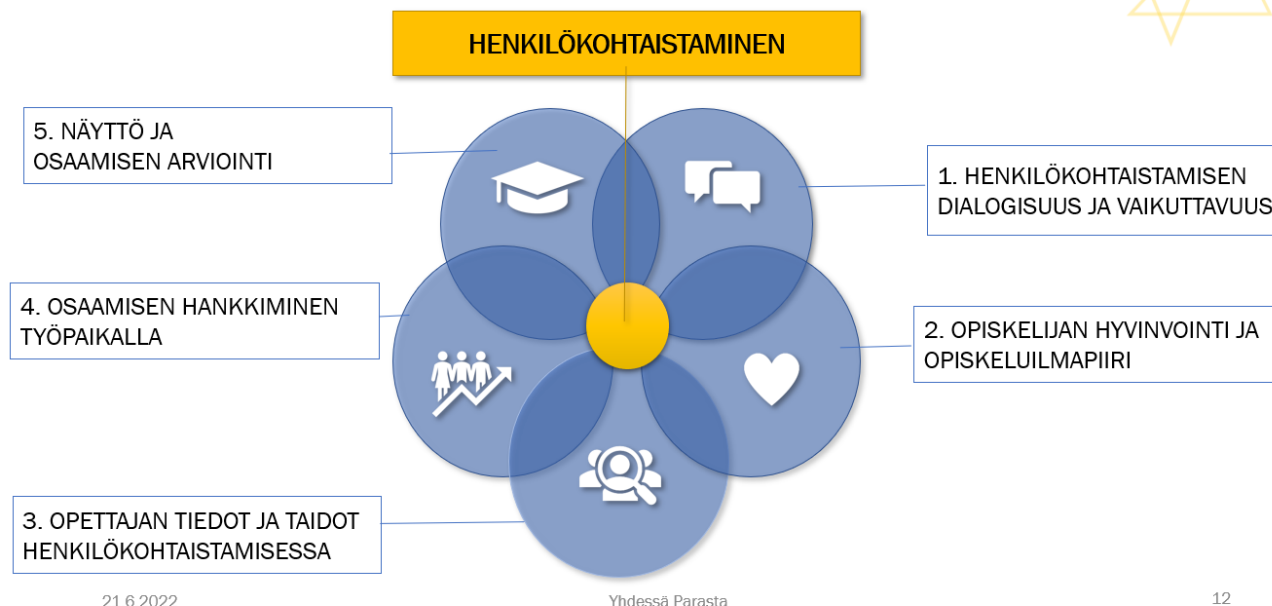 HENKILÖKOHTAISTAMINEN
5. NÄYTTÖ JA
OSAAMISEN ARVIOINTI
1. HENKILÖKOHTAISTAMISEN
DIALOGISUUS JA VAIKUTTAVUUS
4. OSAAMISEN HANKKIMINEN
TYÖPAIKALLA
2. OPISKELIJAN HYVINVOINTI JA
OPISKELUILMAPIIRI
3. OPETTAJAN TIEDOT JA TAIDOT
HENKILÖKOHTAISTAMISESSA
21.6.2022
Yhdessä Parasta
12